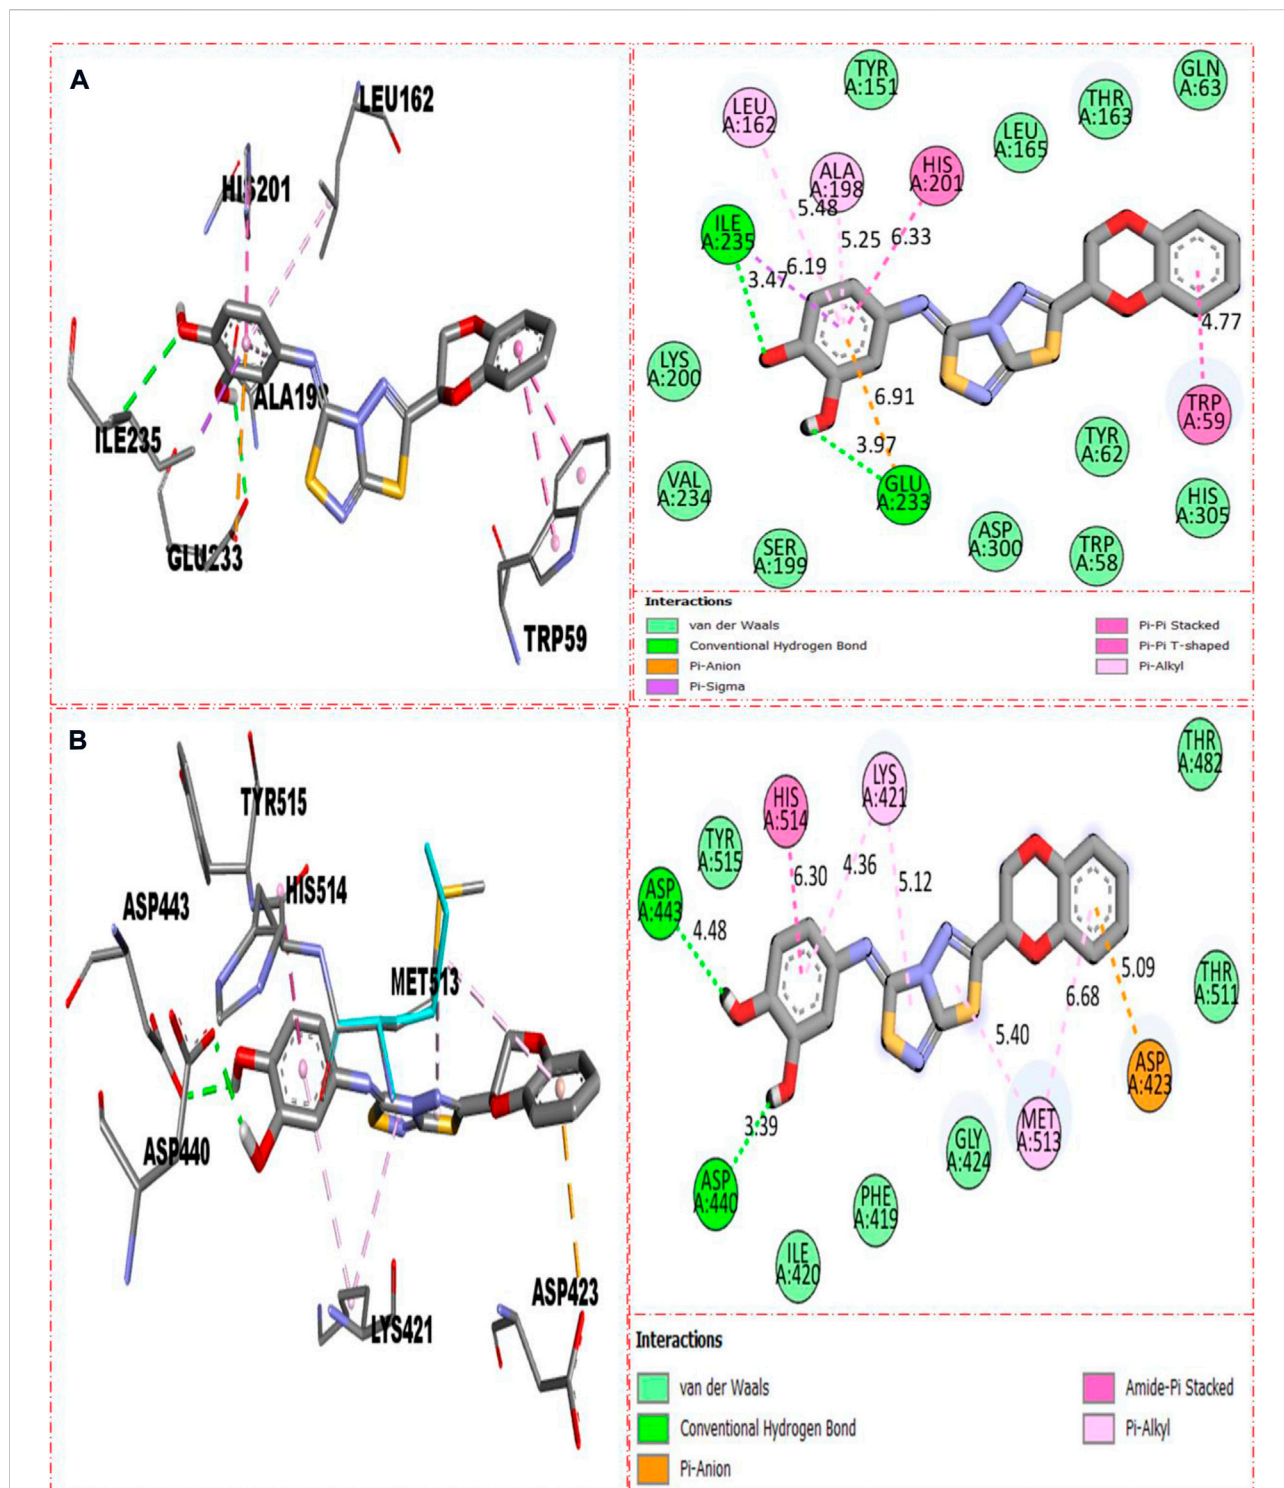 A
LEU162
HIS201
ALA198
ILE235
GLU233
TRP59
TYR
A:151
GLN
A:63
THR
A:163
LEU
A:162
LEU
A:165
HIS
A:201
ALA
A:198
ILE
A:235
5.48
5.25
6.33
6.19
3.47
4.77
LYS
A:200
6.91
TRP
A:59
3.97
TYR
A:62
GLU
A:233
VAL
A:234
HIS
A:305
ASP
A:300
SER
A:199
TRP
A:58
Interactions
van der Waals
Conventional Hydrogen Bond
Pi-Anion
Pi-Sigma
Pi-Pi Stacked
Pi-Pi T-shaped
Pi-Alkyl
B
TYR515
HIS514
ASP443
MET513
ASP440
ASP423
LYS421
THR
A:482
LYS
A:421
HIS
A:514
TYR
A:515
6.30
4.36
5.12
ASP
A:443
4.48
5.09
THR
A:511
6.68
5.40
ASP
A:423
3.39
MET
A:513
GLY
A:424
ASP
A:440
PHE
A:419
ILE
A:420
Interactions
van der Waals
Conventional Hydrogen Bond
Pi-Anion
Amide-Pi Stacked
Pi-Alkyl